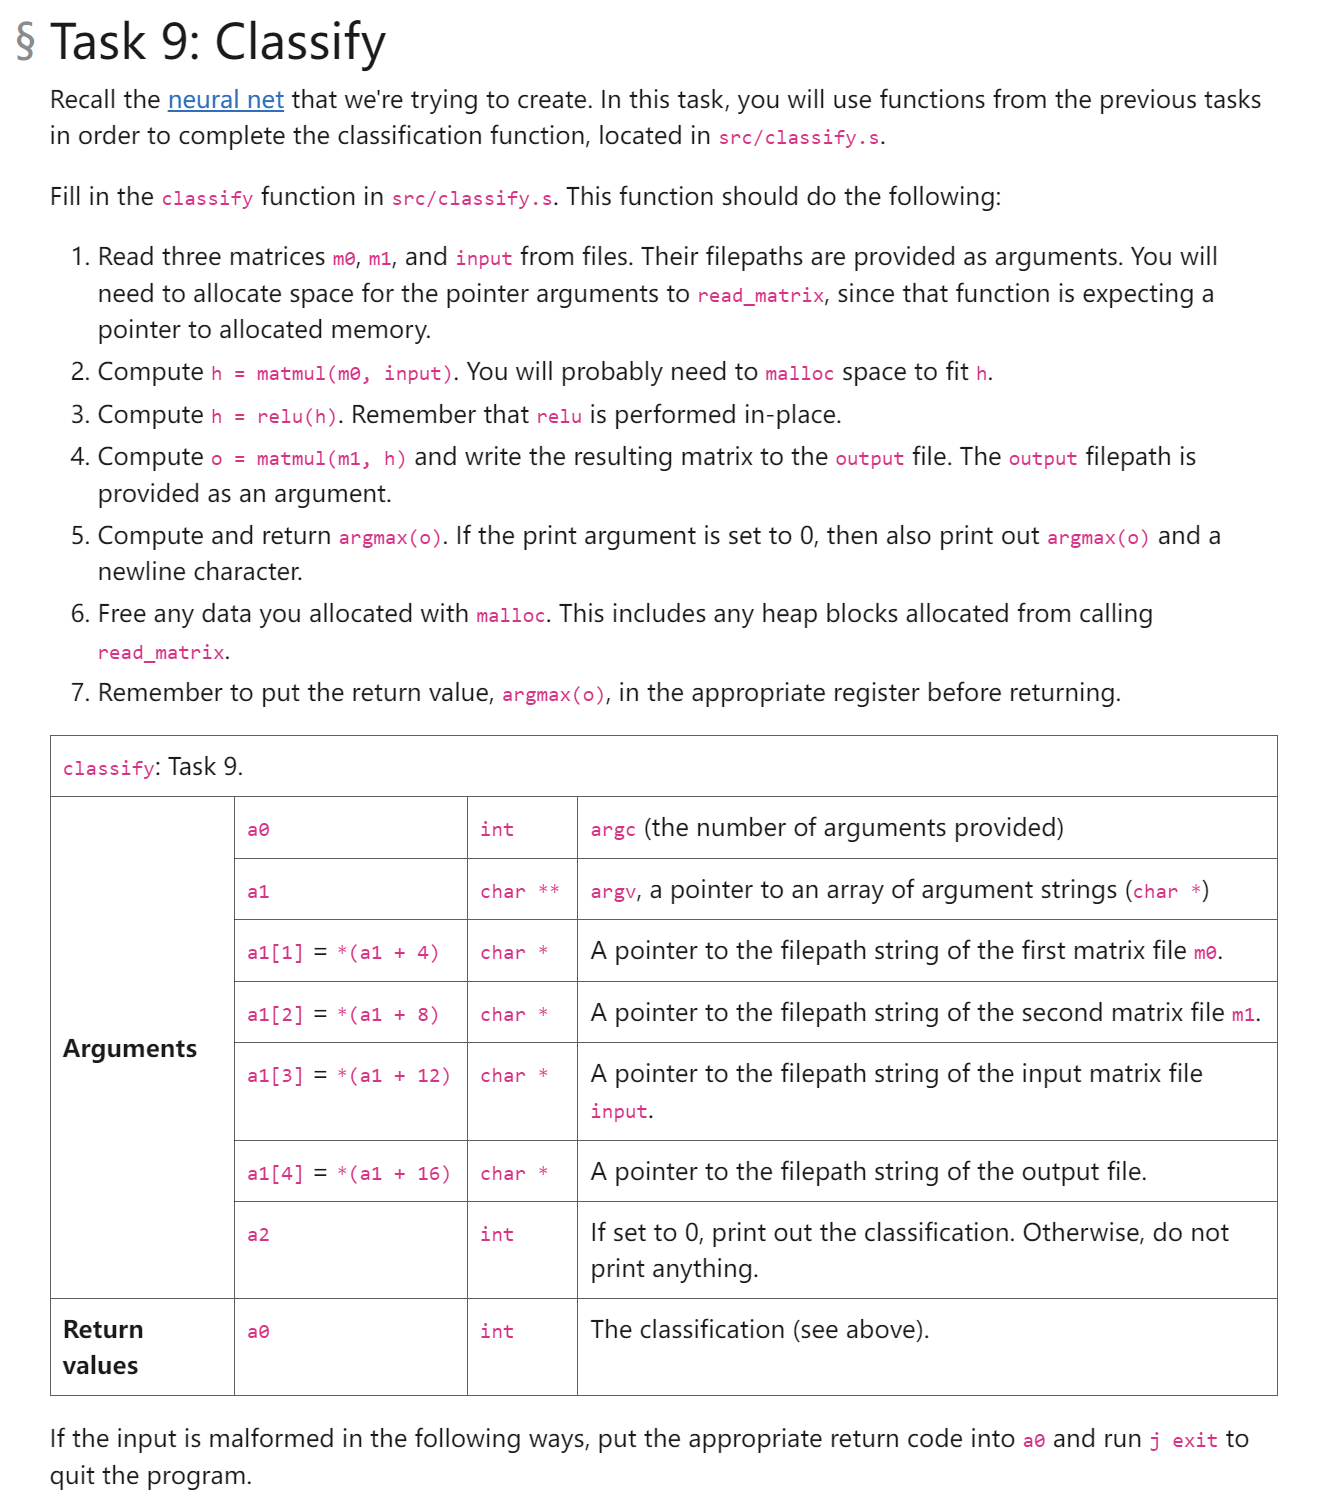 § Task 9: Classify
Recall the neural net that we're trying to create. In this task, you will use functions from the previous tasks
in order to complete the classification function, located in src/classify.s.
Fill in the classify function in src/classify.s. This function should do the following:
1. Read three matrices m0, m1, and input from files. Their filepaths are provided as arguments. You will
need to allocate space for the pointer arguments to read_matrix, since that function is expecting a
pointer to allocated memory.
2. Compute h = matmul(m0, input). You will probably need to malloc space to fit h.
3. Compute h = relu(h). Remember that relu is performed in-place.
4. Compute o = matmul(m1, h) and write the resulting matrix to the output file. The output filepath is
provided as an argument.
5. Compute and return argmax(o). If the print argument is set to 0, then also print out argmax(o) and a
newline character.
6. Free any data you allocated with malloc. This includes any heap blocks allocated from calling
read_matrix.
7. Remember to put the return value, argmax(o), in the appropriate register before returning.
classify: Task 9.
Arguments
a0 int argc (the number of arguments provided)
a1 char ** argv, a pointer to an array of argument strings (char *)
a1[1] = *(a1 + 4) char * A pointer to the filepath string of the first matrix file m0.
a1[2] = *(a1 + 8) char * A pointer to the filepath string of the second matrix file m1.
a1[3] = *(a1 + 12) char * A pointer to the filepath string of the input matrix file
input.
a1[4] = *(a1 + 16) char * A pointer to the filepath string of the output file.
a2 int If set to 0, print out the classification. Otherwise, do not
print anything.
Return
values
a0 int The classification (see above).
If the input is malformed in the following ways, put the appropriate return code into a0 and run j exit to
quit the program.